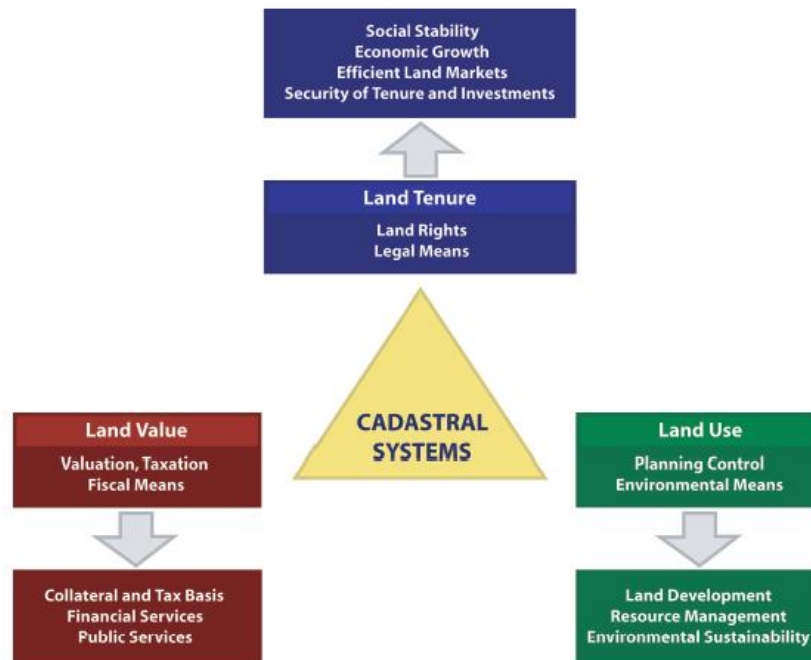 Social Stability
Economic Growth
Efficient Land Markets
Security of Tenure and Investments
Land Tenure
Land Rights
Legal Means
CADASTRAL
SYSTEMS
Land Value
Valuation, Taxation
Fiscal Means
Collateral and Tax Basis
Financial Services
Public Services
Land Use
Planning Control
Environmental Means
Land Development
Resource Management
Environmental Sustainability